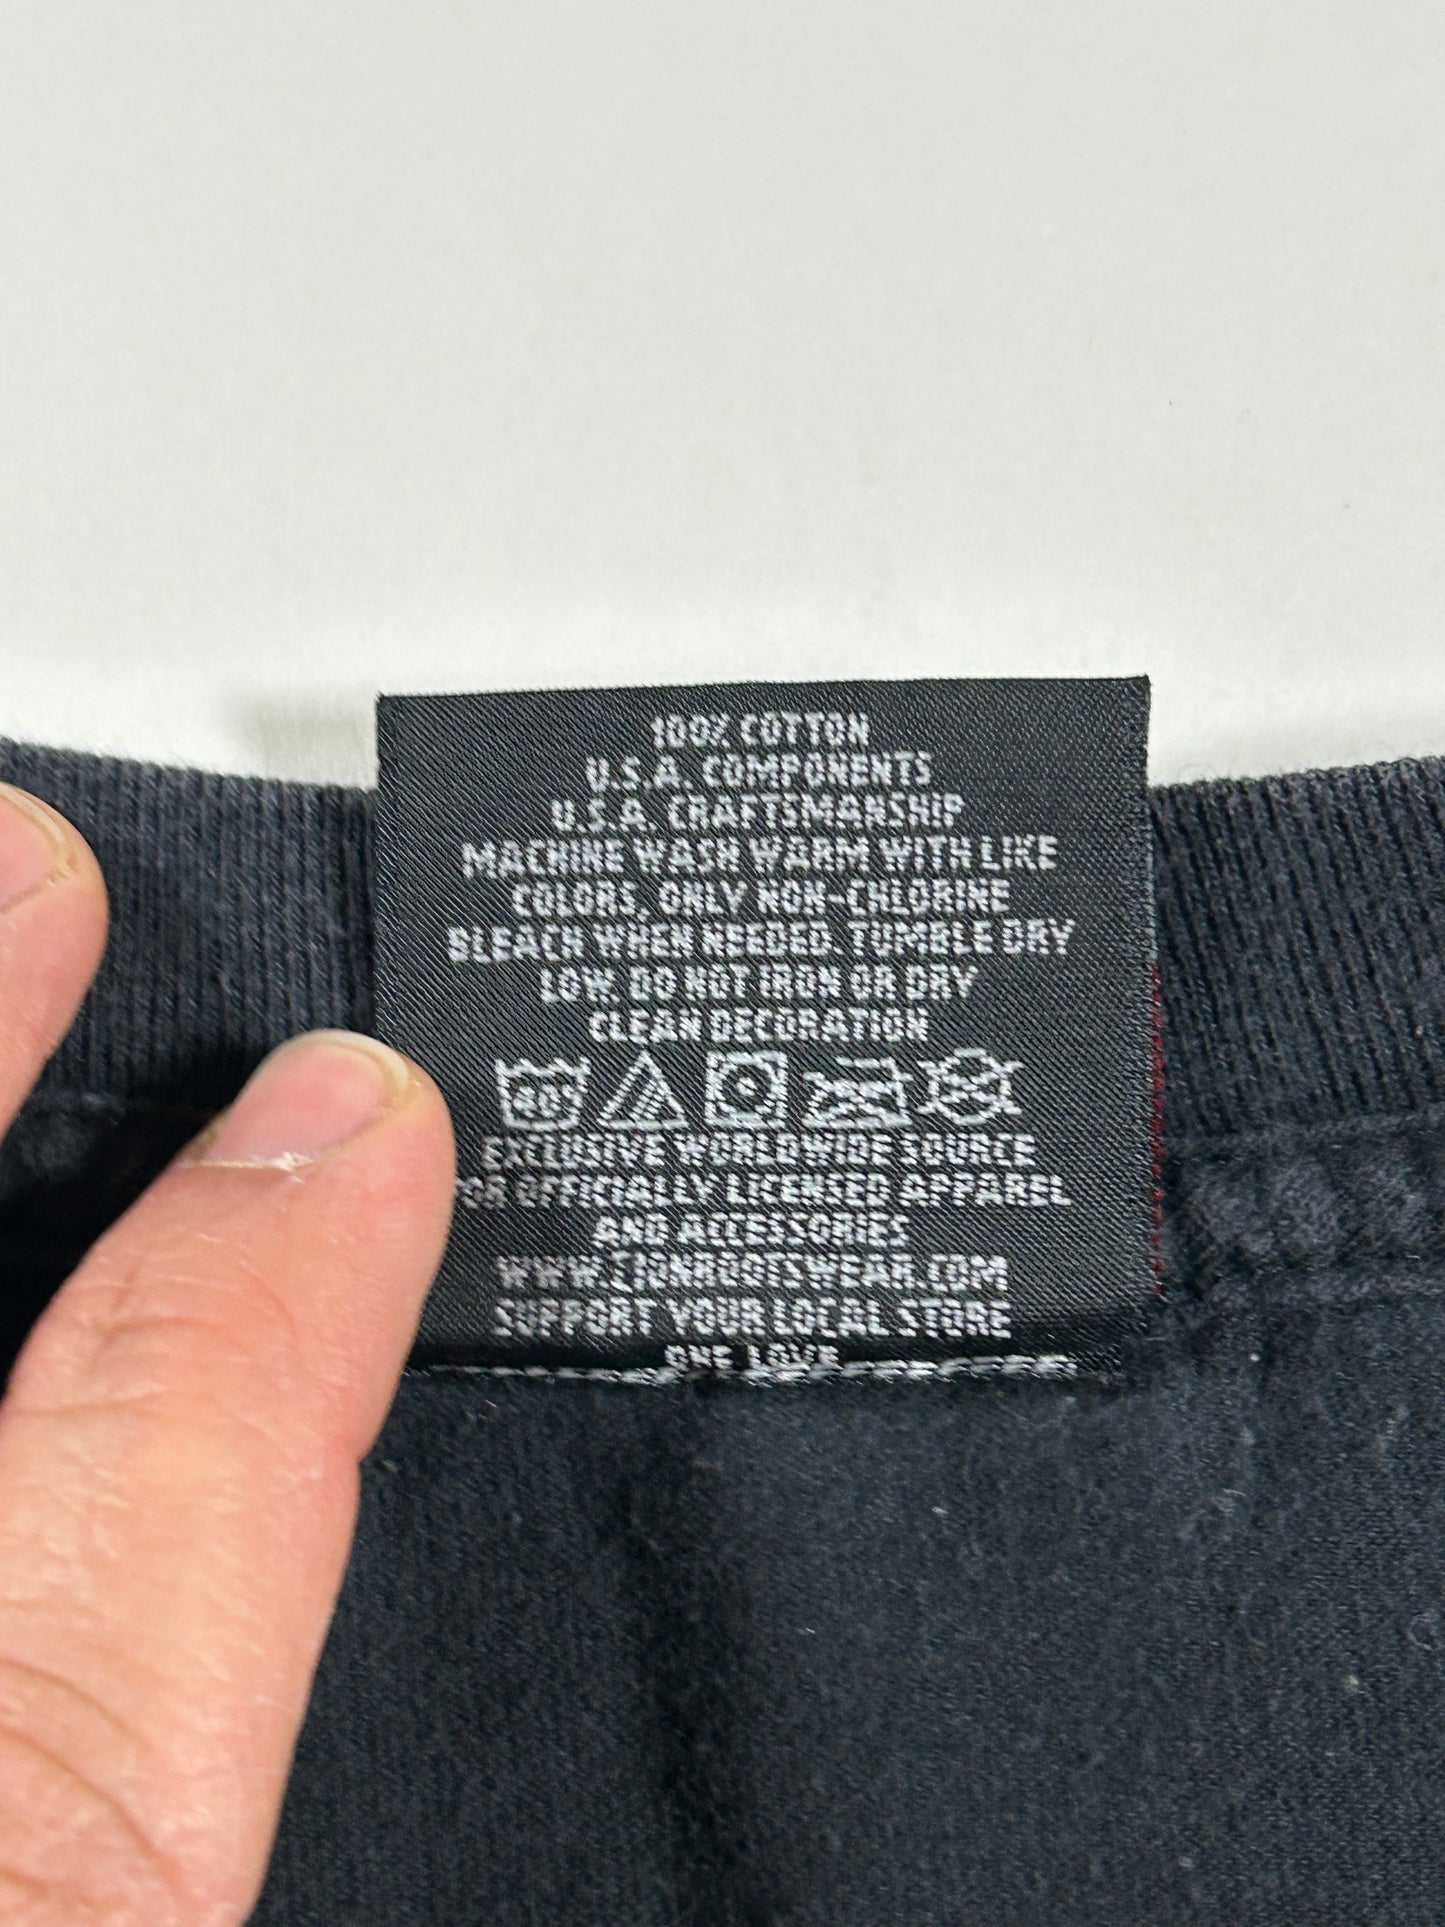 100% COTTON
U.S.A. COMPONENTS
U.S.A. CRAFTSMANSHIP
MACHINE WASH WARM WITH LIKE
COLORS, ONLY NON-CHLORINE
BLEACH WHEN NEEDED. TUMBLE DRY
LOW. DO NOT IRON OR DRY
CLEAN DECORATION
40°
EXCLUSIVE WORLDWIDE SOURCE
OR OFFICIALLY LICENSED APPAREL
AND ACCESSORIES
WWW.ZIONROOTSWEAR.COM
SUPPORT YOUR LOCAL STORE
ONE LOVE